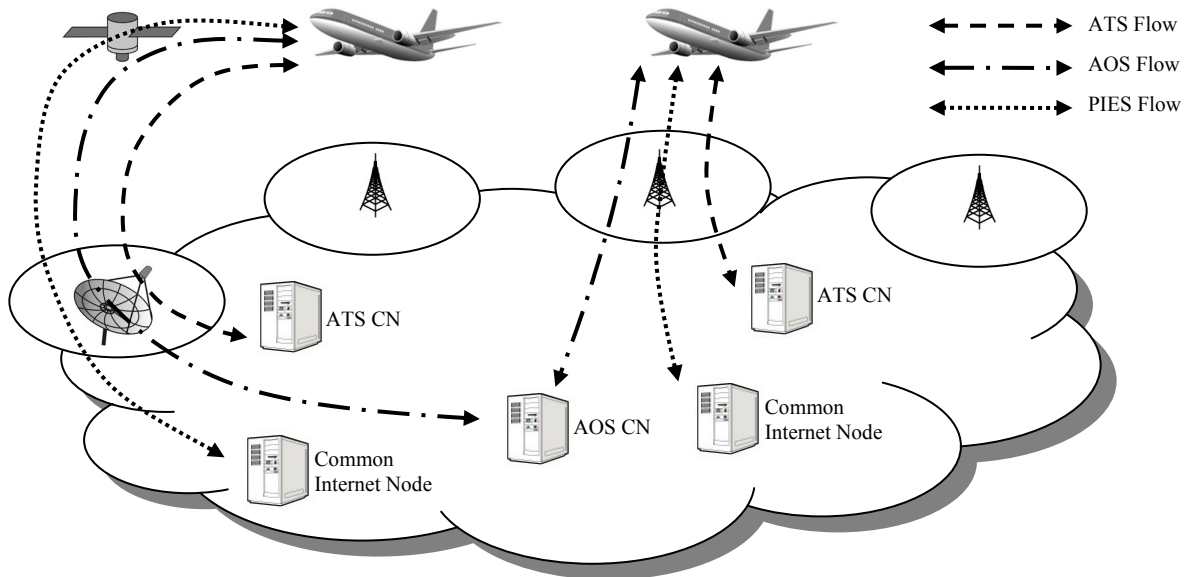 ATS Flow
AOS Flow
PIES Flow
ATS CN
ATS CN
AOS CN
Common
Internet Node
Common
Internet Node